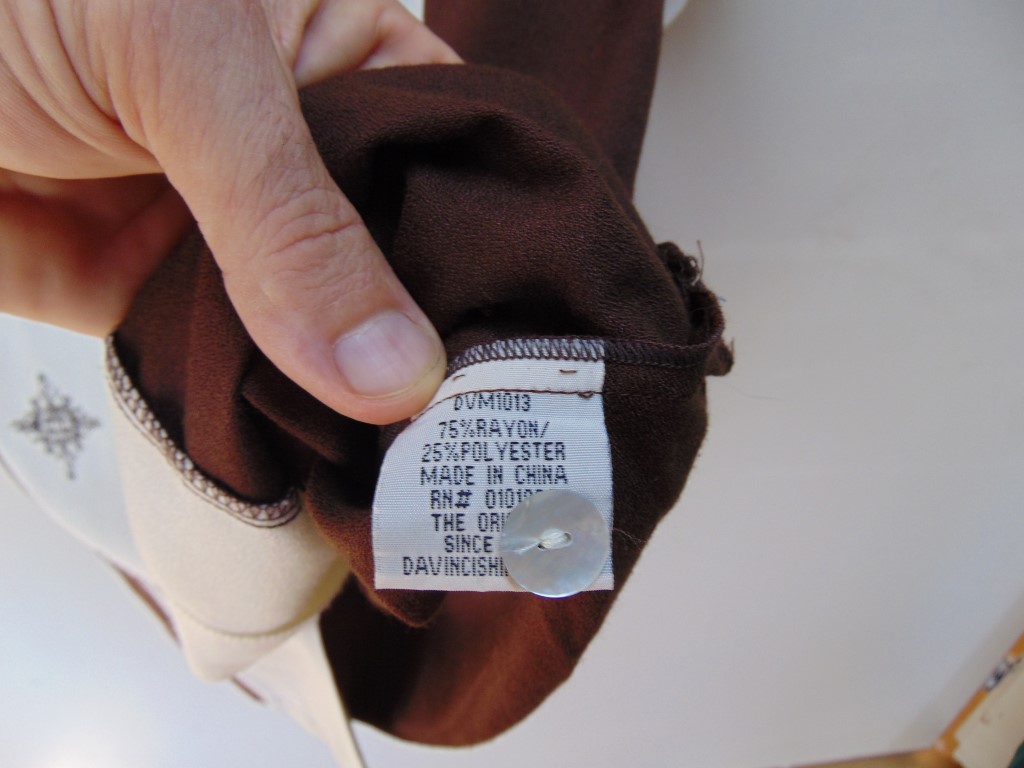 DVM1013
75%RAYON/
25%POLYESTER
MADE IN CHINA
RN#
THE
SINCE